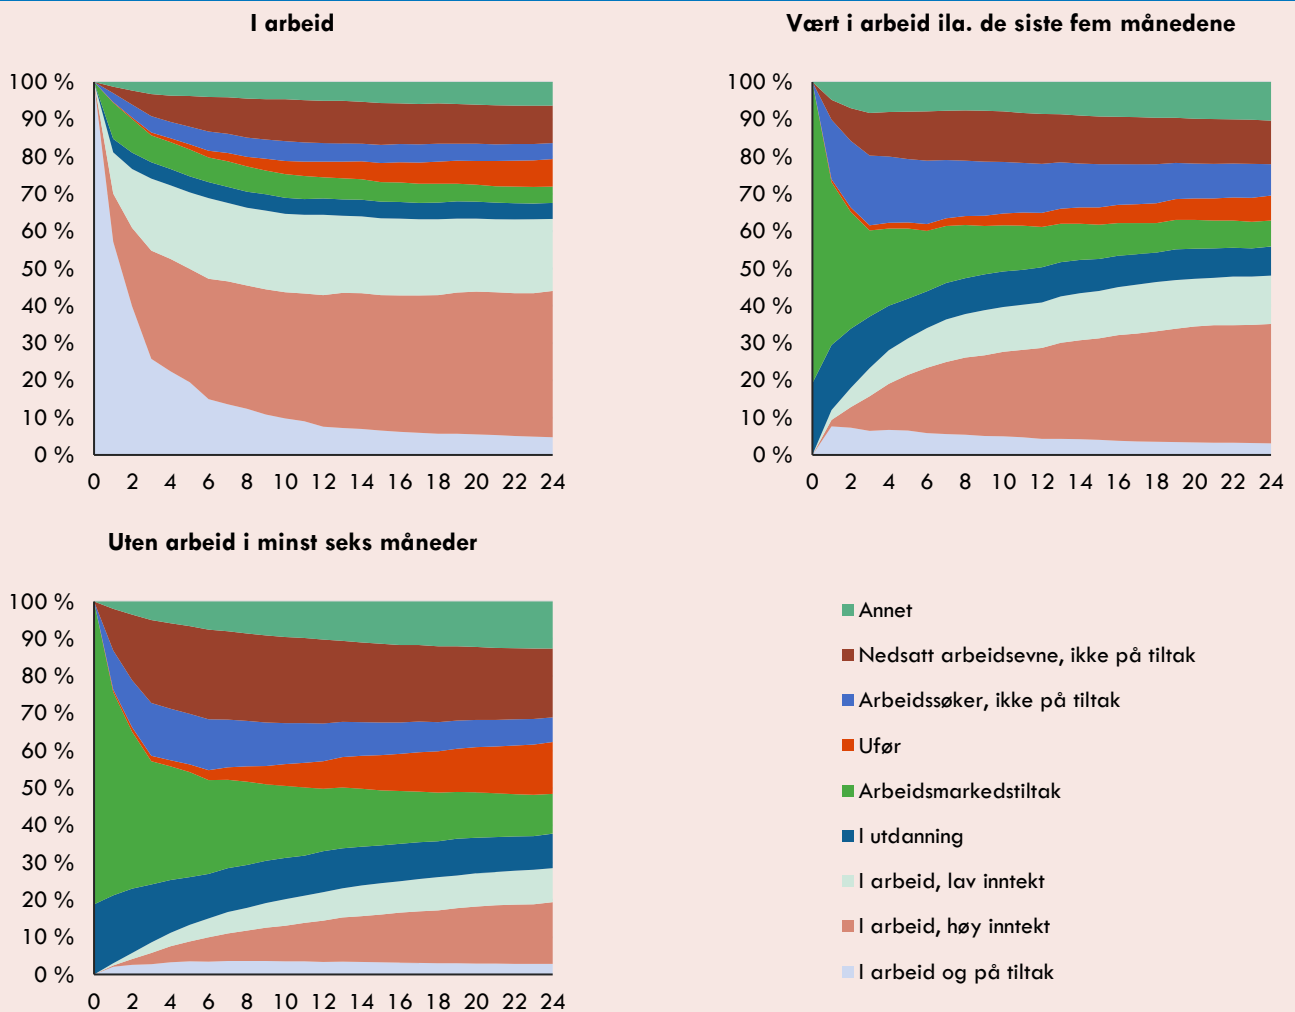 I arbeid
100 %
90 %
80 %
70 %
60 %
50 %
40 %
30 %
20 %
10 %
0 %
0 2 4 6 8 10 12 14 16 18 20 22 24
Vært i arbeid ila. de siste fem månedene
100 %
90 %
80 %
70 %
60 %
50 %
40 %
30 %
20 %
10 %
0 %
0 2 4 6 8 10 12 14 16 18 20 22 24
Uten arbeid i minst seks måneder
100 %
90 %
80 %
70 %
60 %
50 %
40 %
30 %
20 %
10 %
0 %
0 2 4 6 8 10 12 14 16 18 20 22 24
Annet
Nedsatt arbeidsevne, ikke på tiltak
Arbeidssøker, ikke på tiltak
Ufør
Arbeidsmarkedstiltak
I utdanning
I arbeid, lav inntekt
I arbeid, høy inntekt
I arbeid og på tiltak